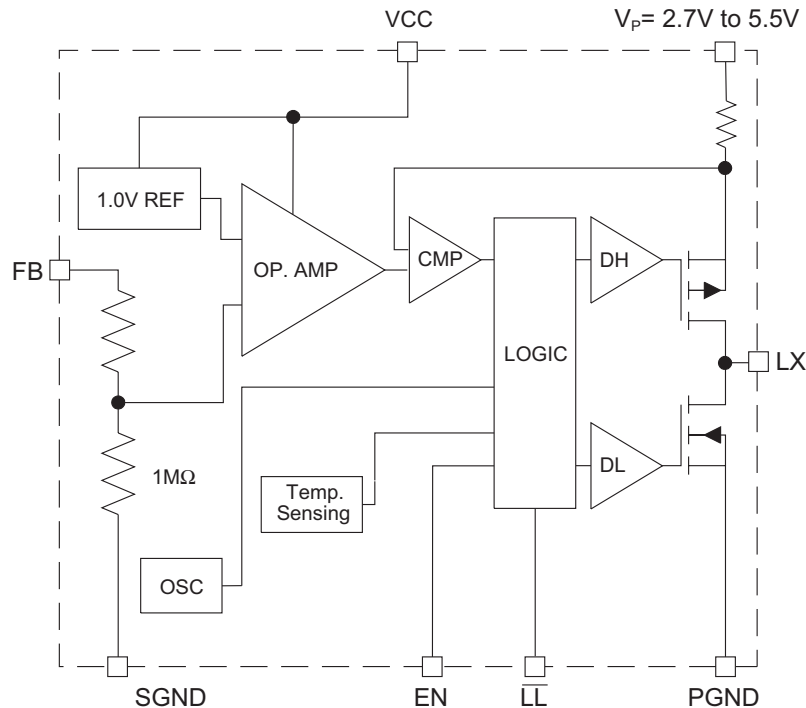 VCC
Vₚ= 2.7V to 5.5V
1.0V REF
FB
OP. AMP
CMP
DH
LOGIC
LX
1MΩ
Temp.
Sensing
DL
OSC
SGND
EN
L̅L̅
PGND